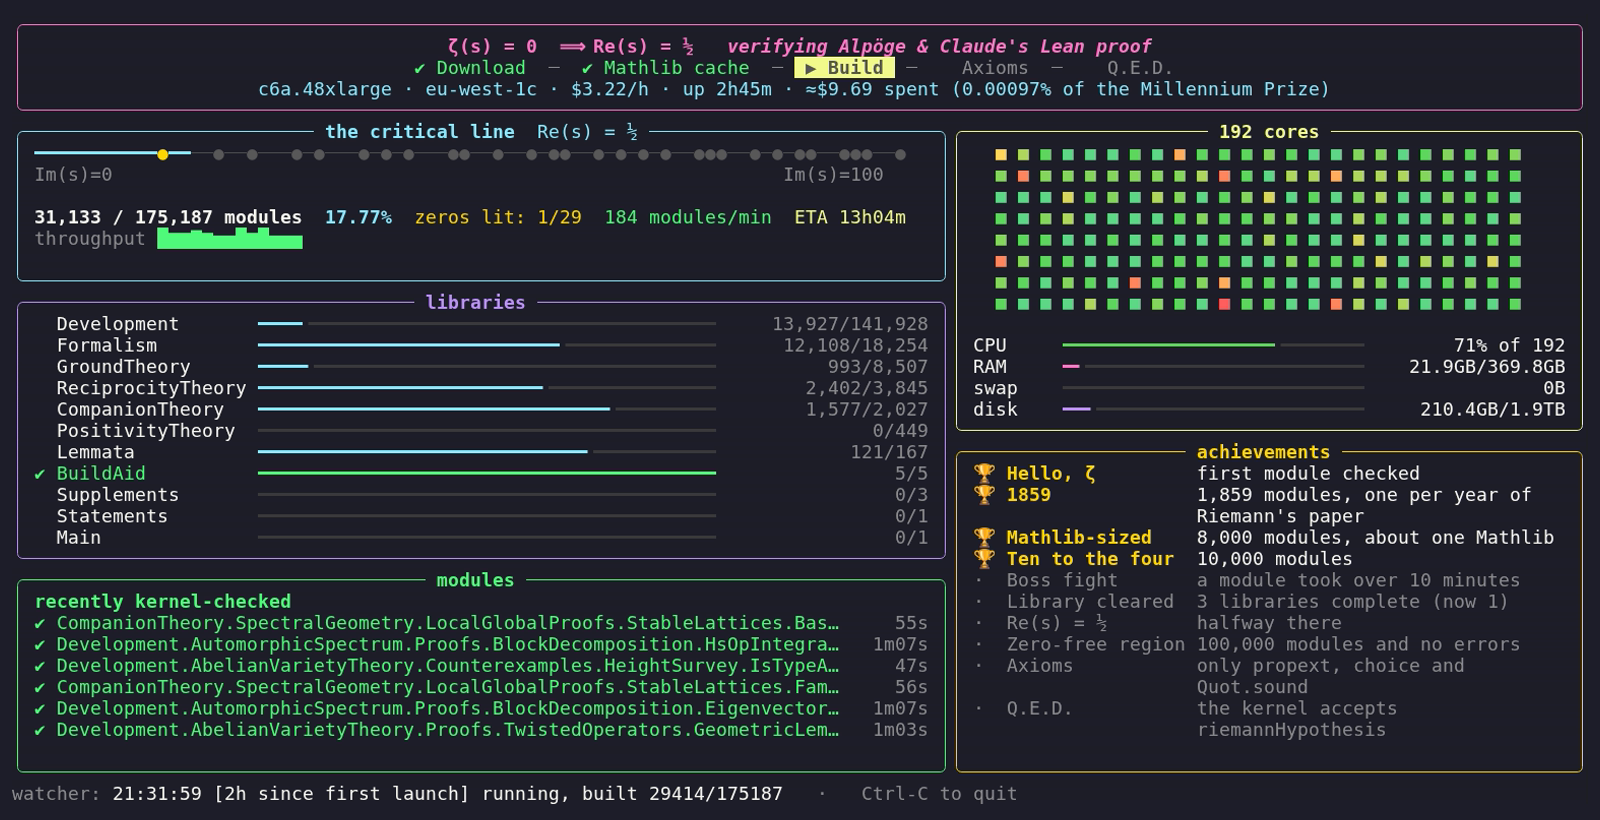 ζ(s) = 0 ⟹ Re(s) = ½ verifying Alpöge & Claude's Lean proof
✔ Download — ✔ Mathlib cache — ▶ Build — Axioms — Q.E.D.
c6a.48xlarge · eu-west-1c · $3.22/h · up 2h45m · ≈$9.69 spent (0.00097% of the Millennium Prize)
the critical line Re(s) = ½
Im(s)=0 Im(s)=100
31,133 / 175,187 modules 17.77% zeros lit: 1/29 184 modules/min ETA 13h04m
throughput
libraries
Development 13,927/141,928
Formalism 12,108/18,254
GroundTheory 993/8,507
ReciprocityTheory 2,402/3,845
CompanionTheory 1,577/2,027
PositivityTheory 0/449
Lemmata 121/167
✔ BuildAid 5/5
Supplements 0/3
Statements 0/1
Main 0/1
modules
recently kernel-checked
✔ CompanionTheory.SpectralGeometry.LocalGlobalProofs.StableLattices.Bas… 55s
✔ Development.AutomorphicSpectrum.Proofs.BlockDecomposition.HsOpIntegra… 1m07s
✔ Development.AbelianVarietyTheory.Counterexamples.HeightSurvey.IsTypeA… 47s
✔ CompanionTheory.SpectralGeometry.LocalGlobalProofs.StableLattices.Fam… 56s
✔ Development.AutomorphicSpectrum.Proofs.BlockDecomposition.Eigenvector… 1m07s
✔ Development.AbelianVarietyTheory.Proofs.TwistedOperators.GeometricLem… 1m03s
192 cores
CPU 71% of 192
RAM 21.9GB/369.8GB
swap 0B
disk 210.4GB/1.9TB
achievements
🏆 Hello, ζ first module checked
🏆 1859 1,859 modules, one per year of
Riemann's paper
🏆 Mathlib-sized 8,000 modules, about one Mathlib
🏆 Ten to the four 10,000 modules
· Boss fight a module took over 10 minutes
· Library cleared 3 libraries complete (now 1)
· Re(s) = ½ halfway there
· Zero-free region 100,000 modules and no errors
· Axioms only propext, choice and
Quot.sound
· Q.E.D. the kernel accepts
riemannHypothesis
watcher: 21:31:59 [2h since first launch] running, built 29414/175187 · Ctrl-C to quit